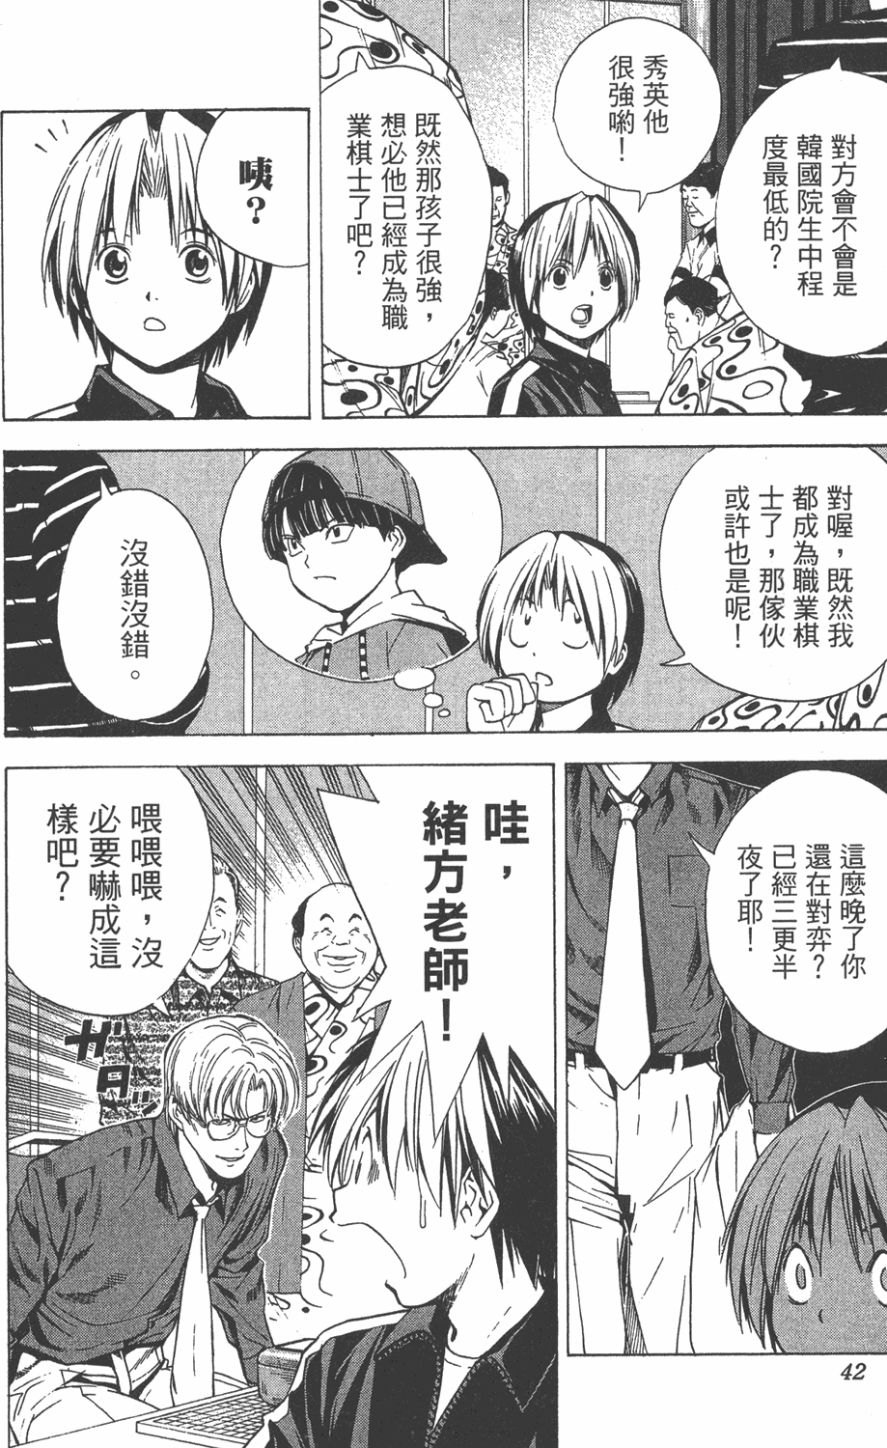 對方會不會是
韓國院生中程
度最低的？
秀英他
很強喲！
既然那孩子很強，
想必他已經成為職
業棋士了吧？
咦？
對喔，既然我
都成為職業棋
士了，那傢伙
或許也是呢！
沒錯沒錯。
這麼晚了你
還在對弈？
已經三更半
夜了耶！
哇，
緒方老師！
喂喂喂，沒
必要嚇成這
樣吧？
ガタッ
42